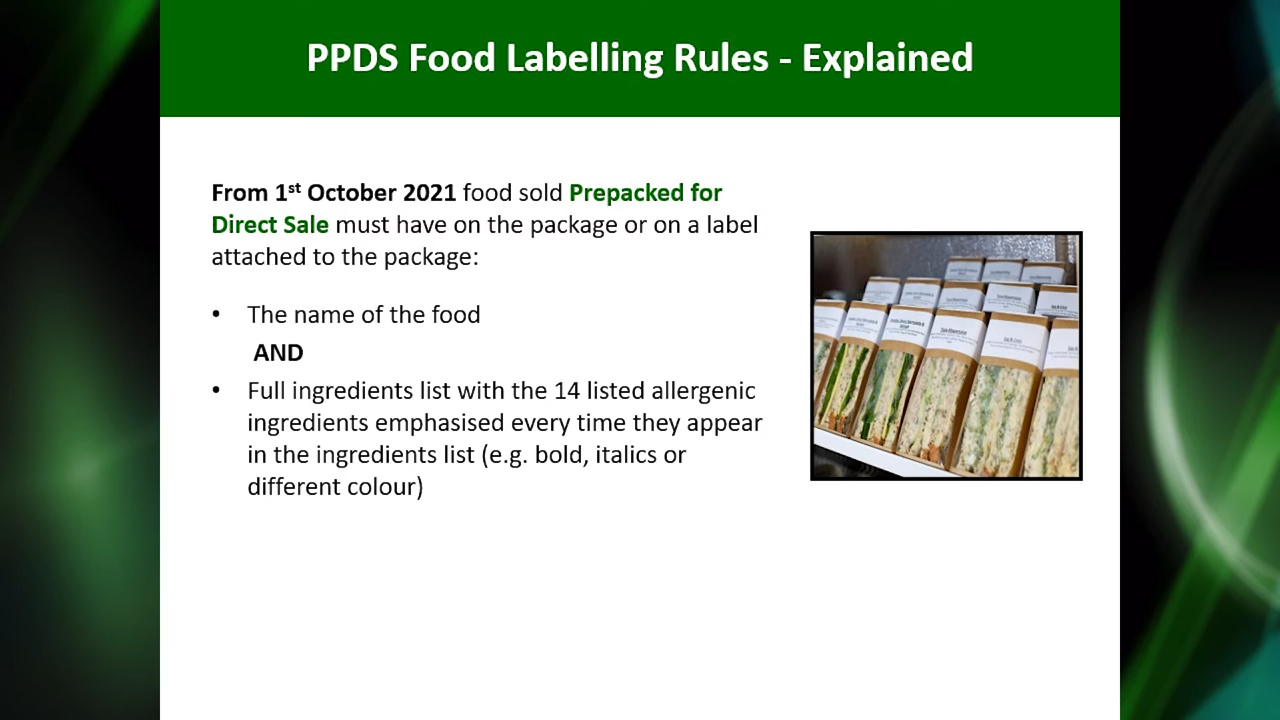 PPDS Food Labelling Rules - Explained
From 1st October 2021 food sold Prepacked for
Direct Sale must have on the package or on a label
attached to the package:
• The name of the food
AND
• Full ingredients list with the 14 listed allergenic
ingredients emphasised every time they appear
in the ingredients list (e.g. bold, italics or
different colour)